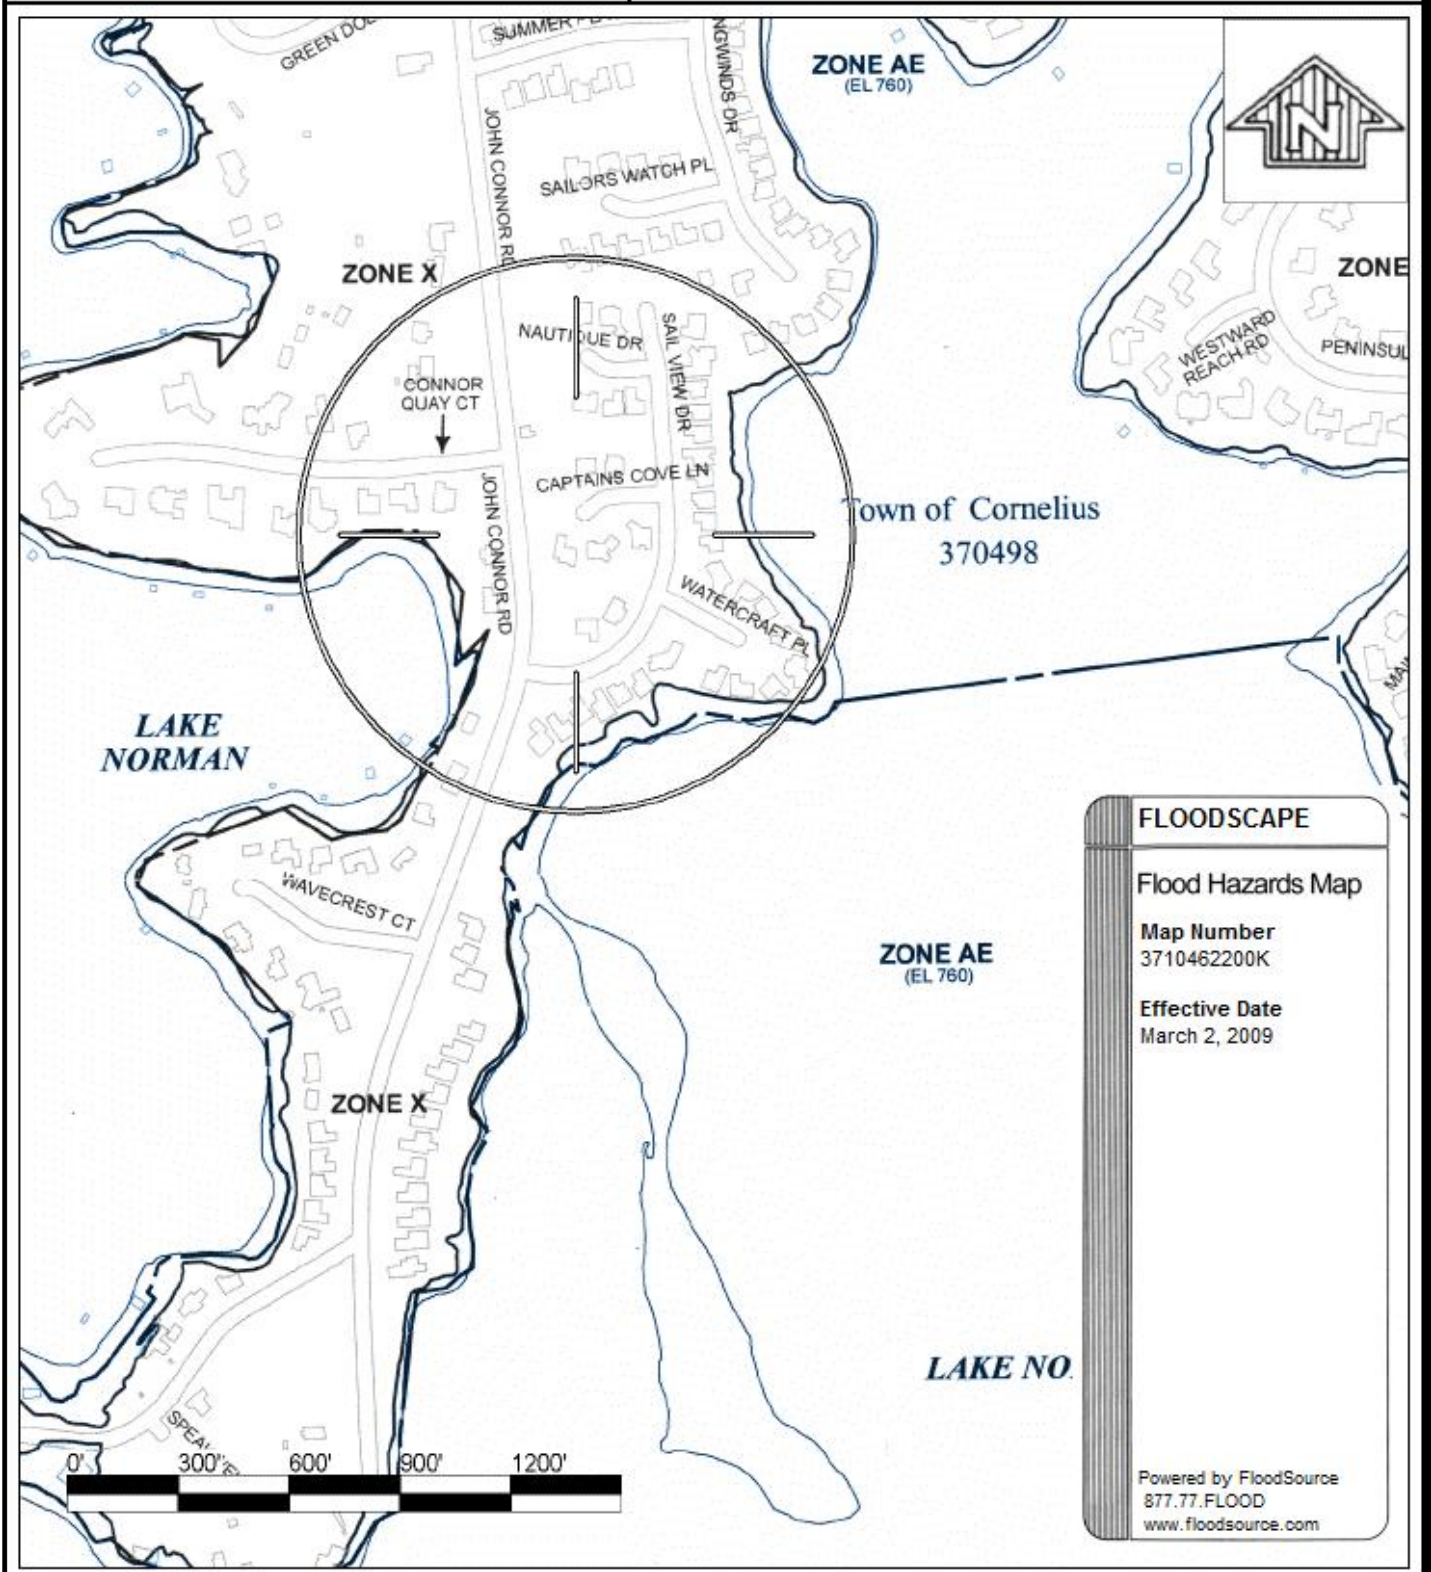 GREEN
SUMMER
NGWINDS DR
ZONE AE
(EL 760)
N
JOHN CONNOR RD
SAILORS WATCH PL
ZONE X
ZONE
NAUTIQUE DR
SAIL VIEW DR
WESTWARD
REACH RD
PENINSUL
CONNOR
QUAY CT
CAPTAINS COVE LN
JOHN CONNOR RD
Town of Cornelius
370498
WATERCRAFT PL
LAKE
NORMAN
WAVECREST CT
ZONE AE
(EL 760)
ZONE X
LAKE NO
0' 300' 600' 900' 1200'
FLOODSCAPE
Flood Hazards Map
Map Number
3710462200K
Effective Date
March 2, 2009
Powered by FloodSource
877.77.FLOOD
www.floodsource.com